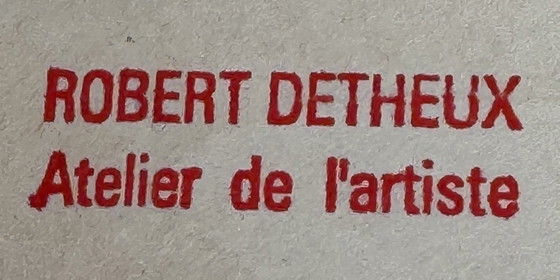 ROBERT DETHEUX
Atelier de l'artiste